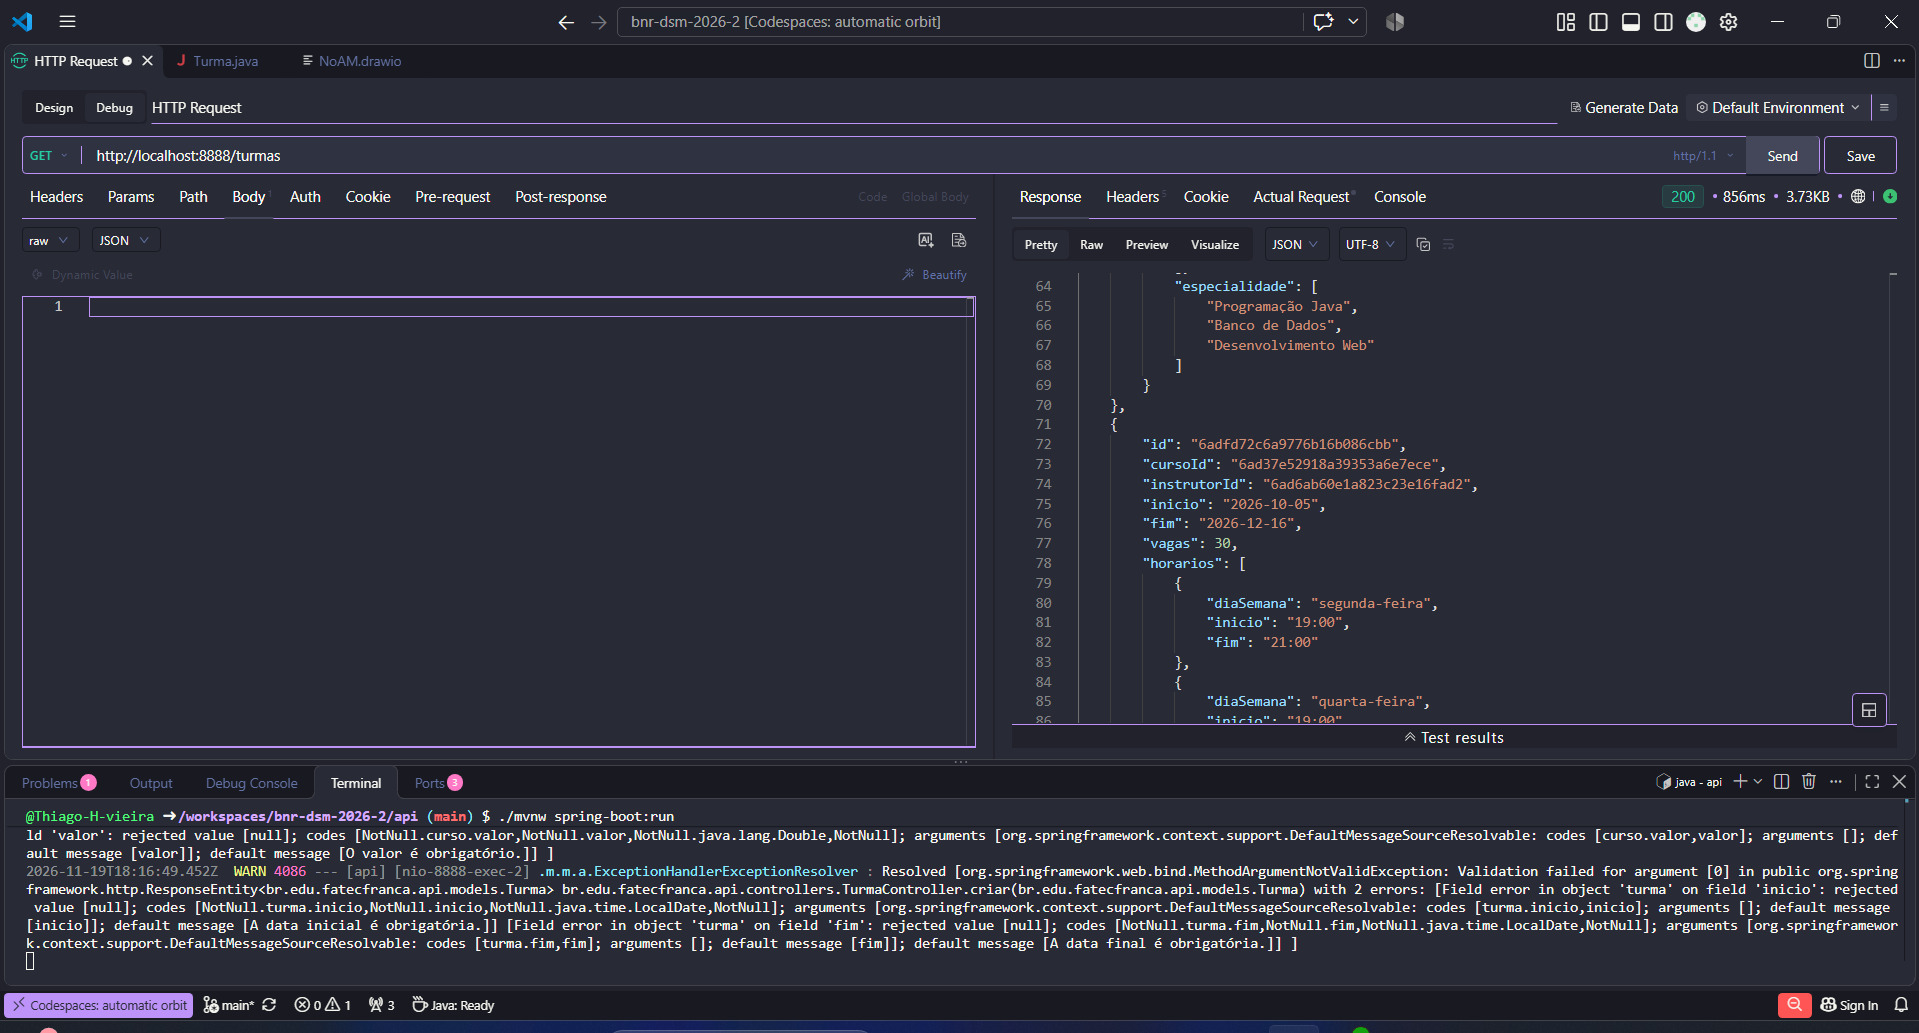 bnr-dsm-2026-2 [Codespaces: automatic orbit]
HTTP Request
Turma.java
NoAM.drawio
Design
Debug
HTTP Request
Generate Data
Default Environment
GET
http://localhost:8888/turmas
http/1.1
Send
Save
Headers
Params
Path
Body 1
Auth
Cookie
Pre-request
Post-response
Code
Global Body
raw
JSON
Dynamic Value
Beautify
1
Response
Headers 5
Cookie
Actual Request
Console
200
856ms
3.73KB
Pretty
Raw
Preview
Visualize
JSON
UTF-8
64 "especialidade": [
65 "Programação Java",
66 "Banco de Dados",
67 "Desenvolvimento Web"
68 ]
69 }
70 },
71 {
72 "id": "6adfd72c6a9776b16b086cbb",
73 "cursoId": "6ad37e52918a39353a6e7ece",
74 "instrutorId": "6ad6ab60e1a823c23e16fad2",
75 "inicio": "2026-10-05",
76 "fim": "2026-12-16",
77 "vagas": 30,
78 "horarios": [
79 {
80 "diaSemana": "segunda-feira",
81 "inicio": "19:00",
82 "fim": "21:00"
83 },
84 {
85 "diaSemana": "quarta-feira",
86 "inicio": "19:00"
Test results
Problems 1
Output
Debug Console
Terminal
Ports 3
java - api
@Thiago-H-vieira ➜/workspaces/bnr-dsm-2026-2/api (main) $ ./mvnw spring-boot:run
ld 'valor': rejected value [null]; codes [NotNull.curso.valor,NotNull.valor,NotNull.java.lang.Double,NotNull]; arguments [org.springframework.context.support.DefaultMessageSourceResolvable: codes [curso.valor,valor]; arguments []; def
ault message [valor]]; default message [O valor é obrigatório.]] ]
2026-11-19T18:16:49.452Z  WARN 4086 --- [api] [nio-8888-exec-2] .m.m.a.ExceptionHandlerExceptionResolver : Resolved [org.springframework.web.bind.MethodArgumentNotValidException: Validation failed for argument [0] in public org.spring
framework.http.ResponseEntity<br.edu.fatecfranca.api.models.Turma> br.edu.fatecfranca.api.controllers.TurmaController.criar(br.edu.fatecfranca.api.models.Turma) with 2 errors: [Field error in object 'turma' on field 'inicio': rejected
value [null]; codes [NotNull.turma.inicio,NotNull.inicio,NotNull.java.time.LocalDate,NotNull]; arguments [org.springframework.context.support.DefaultMessageSourceResolvable: codes [turma.inicio,inicio]; arguments []; default message
[inicio]]; default message [A data inicial é obrigatória.]] [Field error in object 'turma' on field 'fim': rejected value [null]; codes [NotNull.turma.fim,NotNull.fim,NotNull.java.time.LocalDate,NotNull]; arguments [org.springframewor
k.context.support.DefaultMessageSourceResolvable: codes [turma.fim,fim]; arguments []; default message [fim]]; default message [A data final é obrigatória.]] ]
Codespaces: automatic orbit
main*
0
1
3
Java: Ready
Sign In